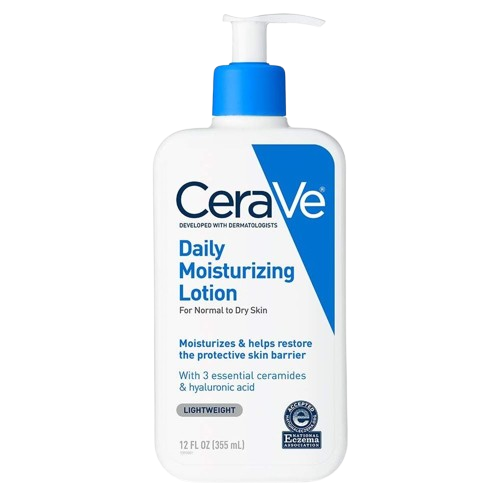 CeraVe®
DEVELOPED WITH DERMATOLOGISTS
Daily
Moisturizing
Lotion
For Normal to Dry Skin
Moisturizes & helps restore
the protective skin barrier
With 3 essential ceramides
& hyaluronic acid
LIGHTWEIGHT
12 FL OZ (355 mL)
ACCEPTED
NATIONAL
Eczema
ASSOCIATION